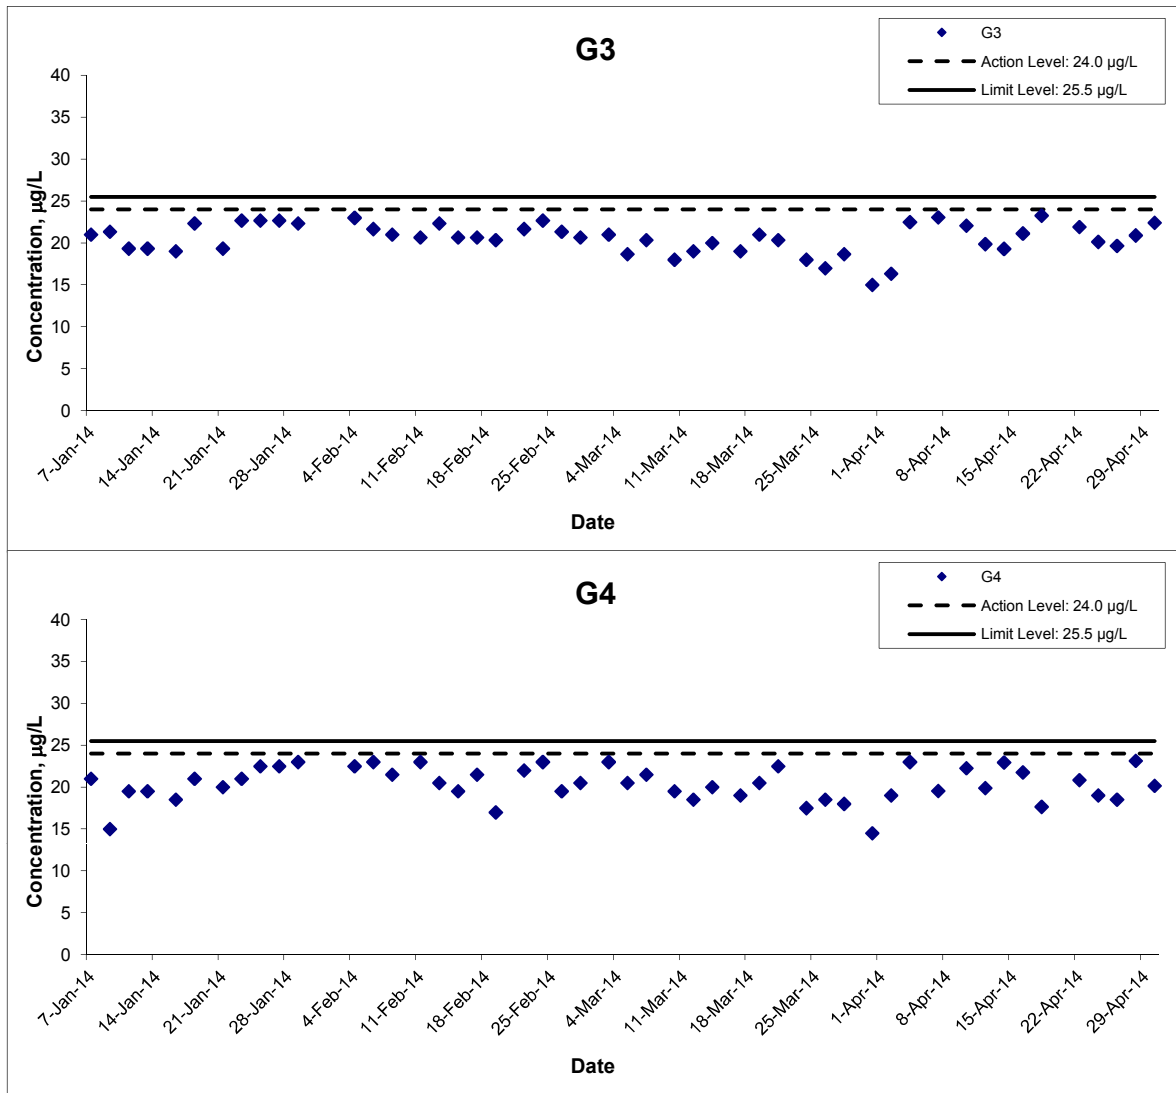 G3
G3
Action Level: 24.0 µg/L
Limit Level: 25.5 µg/L
40
35
30
25
20
15
10
5
0
Concentration, µg/L
7-Jan-14
14-Jan-14
21-Jan-14
28-Jan-14
4-Feb-14
11-Feb-14
18-Feb-14
25-Feb-14
4-Mar-14
11-Mar-14
18-Mar-14
25-Mar-14
1-Apr-14
8-Apr-14
15-Apr-14
22-Apr-14
29-Apr-14
Date
G4
G4
Action Level: 24.0 µg/L
Limit Level: 25.5 µg/L
40
35
30
25
20
15
10
5
0
Concentration, µg/L
7-Jan-14
14-Jan-14
21-Jan-14
28-Jan-14
4-Feb-14
11-Feb-14
18-Feb-14
25-Feb-14
4-Mar-14
11-Mar-14
18-Mar-14
25-Mar-14
1-Apr-14
8-Apr-14
15-Apr-14
22-Apr-14
29-Apr-14
Date